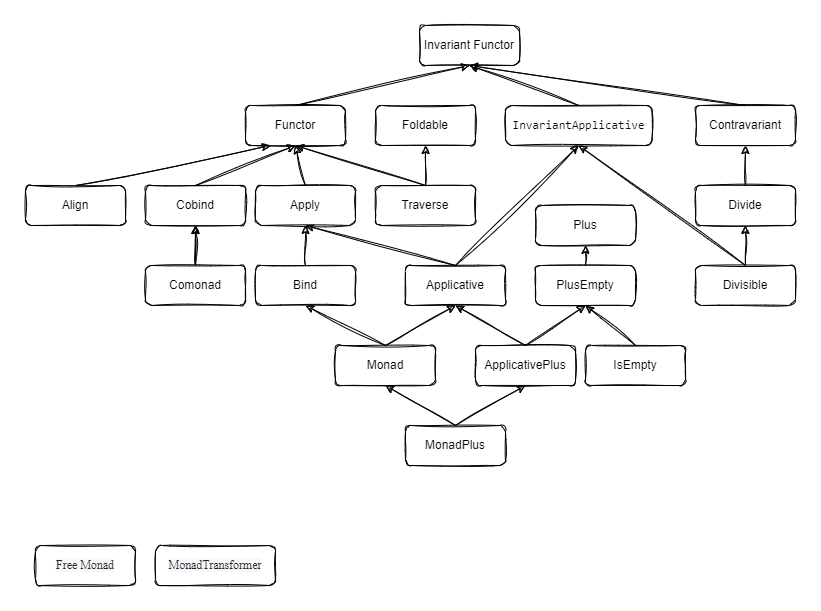 Invariant Functor
Functor
Foldable
InvariantApplicative
Contravariant
Align
Cobind
Apply
Traverse
Plus
Divide
Comonad
Bind
Applicative
PlusEmpty
Divisible
Monad
ApplicativePlus
IsEmpty
MonadPlus
Free Monad
MonadTransformer